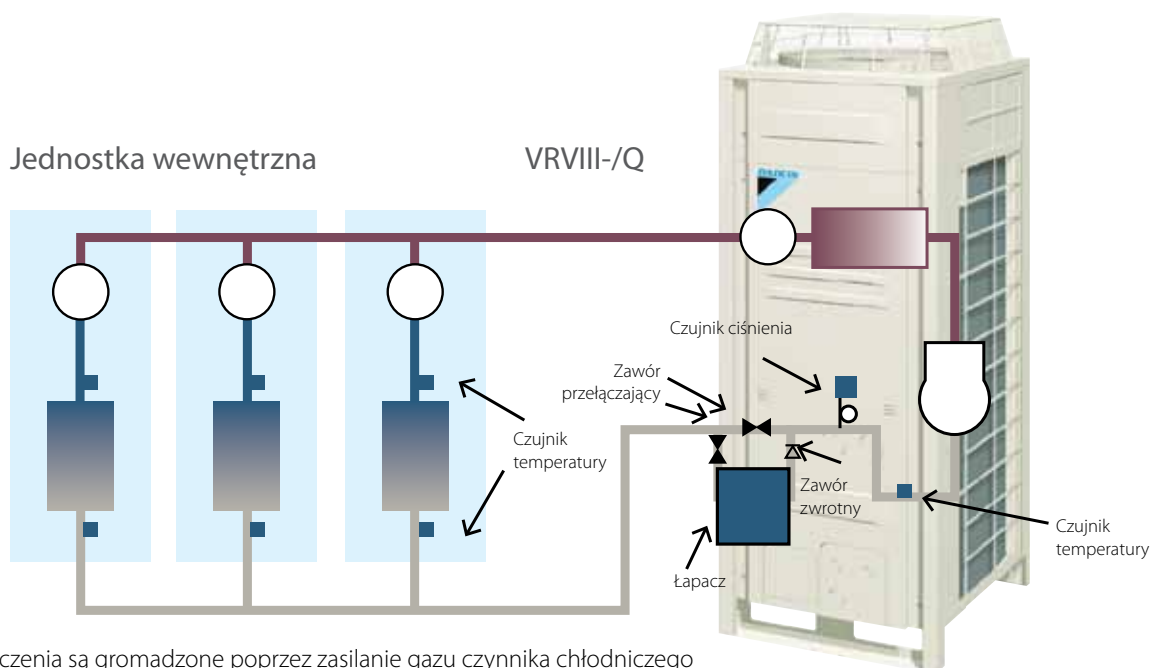 Jednostka wewnętrzna
VRVIII-/Q
DAIKIN
Czujnik ciśnienia
Zawór
przełączający
Czujnik
temperatury
Zawór
zwrotny
Czujnik
temperatury
Łapacz
czenia są gromadzone poprzez zasilanie gazu czynnika chłodniczego